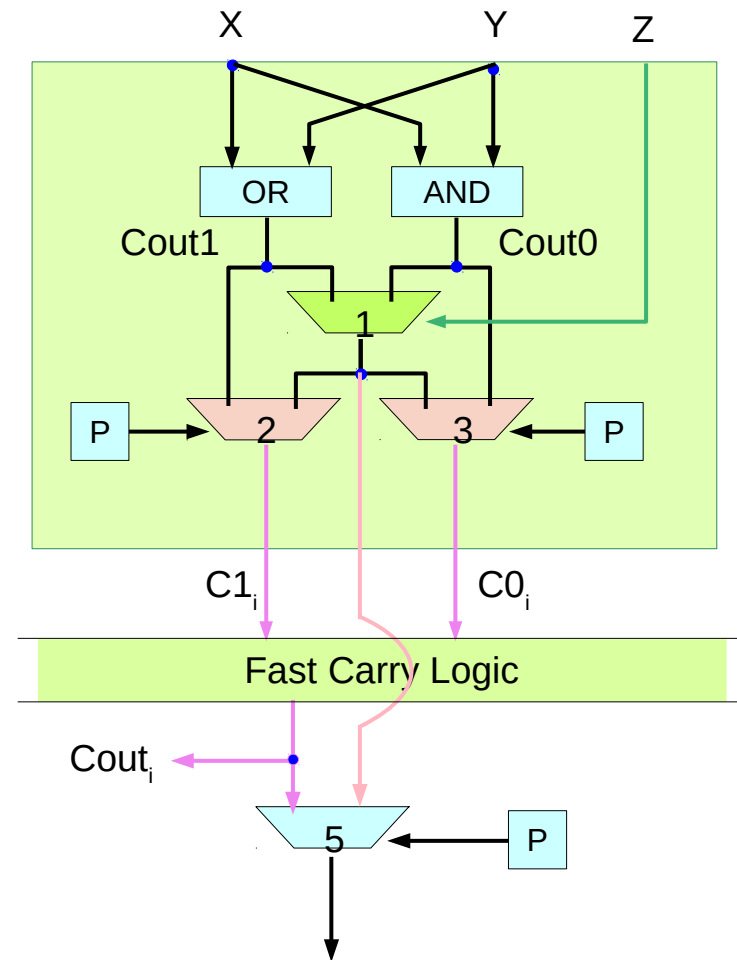 X Y Z
OR AND
Cout1 Cout0
1
P 2 3 P
C1i C0i
Fast Carry Logic
Couti
5 P